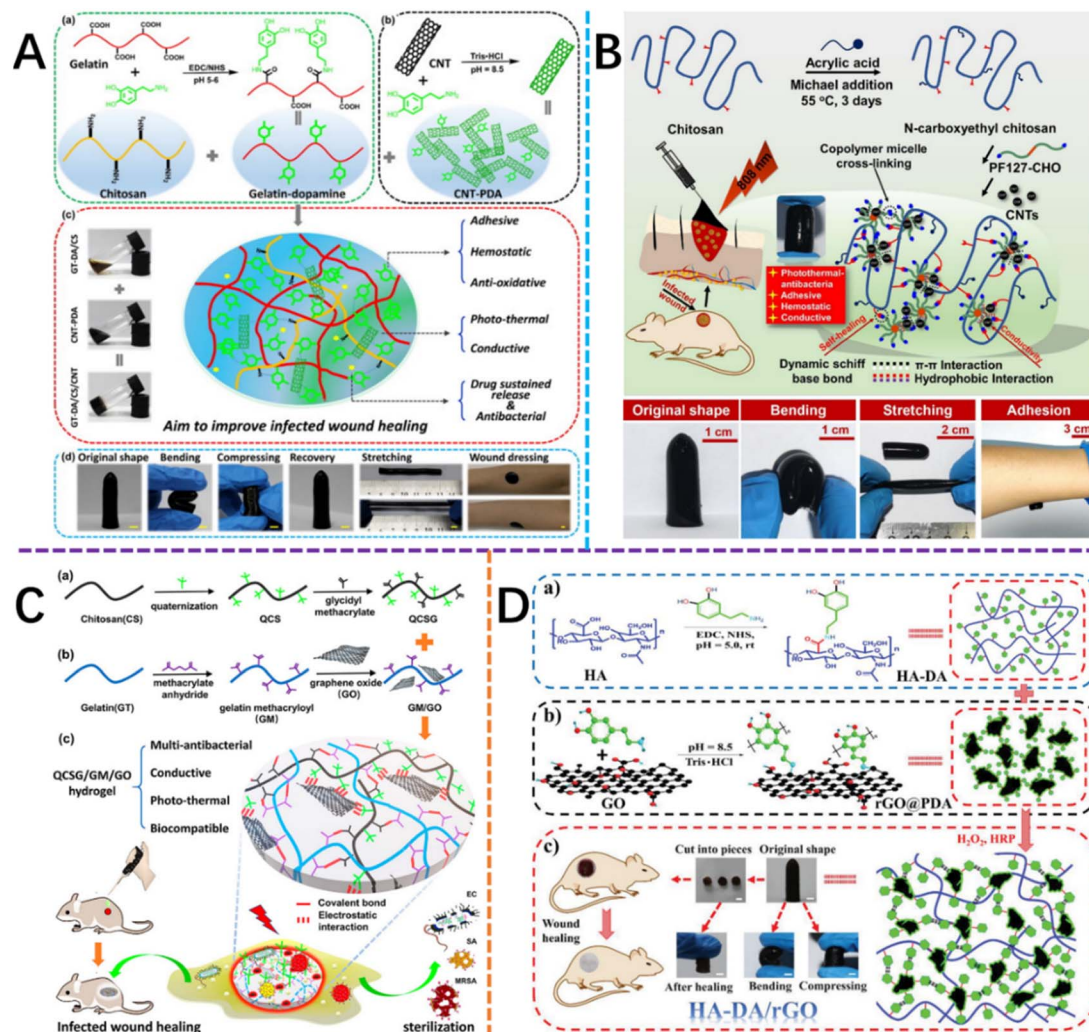 A
(a)
COOH
COOH
Gelatin
COOH
COOH
EDC/NHS
pH 5-6
COOH
COOH
Chitosan
Gelatin-dopamine
(b)
CNT
Tris-HCl
pH = 8.5
CNT-PDA
(c)
GT-DA/CS
CNT-PDA
GT-DA/CS/CNT
Adhesive
Hemostatic
Anti-oxidative
Photo-thermal
Conductive
Drug sustained
release
&
Antibacterial
Aim to improve infected wound healing
(d)
Original shape
Bending
Compressing
Recovery
Stretching
Wound dressing
B
Acrylic acid
Michael addition
55 °C, 3 days
Chitosan
N-carboxyethyl chitosan
Copolymer micelle
cross-linking
PF127-CHO
CNTs
808 nm
Photothermal-
antibacteria
Adhesive
Hemostatic
Conductive
Infected
wound
Self-healing
Conductivity
Dynamic schiff
base bond
π-π Interaction
Hydrophobic Interaction
Original shape
1 cm
Bending
1 cm
Stretching
2 cm
Adhesion
3 cm
C
(a)
Chitosan(CS)
quaternization
QCS
glycidyl
methacrylate
QCSG
(b)
Gelatin(GT)
methacrylate
anhydride
gelatin methacryloyl
(GM)
graphene oxide
(GO)
GM/GO
(c)
QCSG/GM/GO
hydrogel
Multi-antibacterial
Conductive
Photo-thermal
Biocompatible
Covalent bond
Electrostatic
interaction
EC
SA
MRSA
Infected wound healing
sterilization
D
a)
HA
EDC, NHS,
pH = 5.0, rt
HA-DA
b)
GO
pH = 8.5
Tris·HCl
rGO@PDA
H₂O₂, HRP
c)
Cut into pieces
Original shape
Wound
healing
After healing
Bending
Compressing
HA-DA/rGO